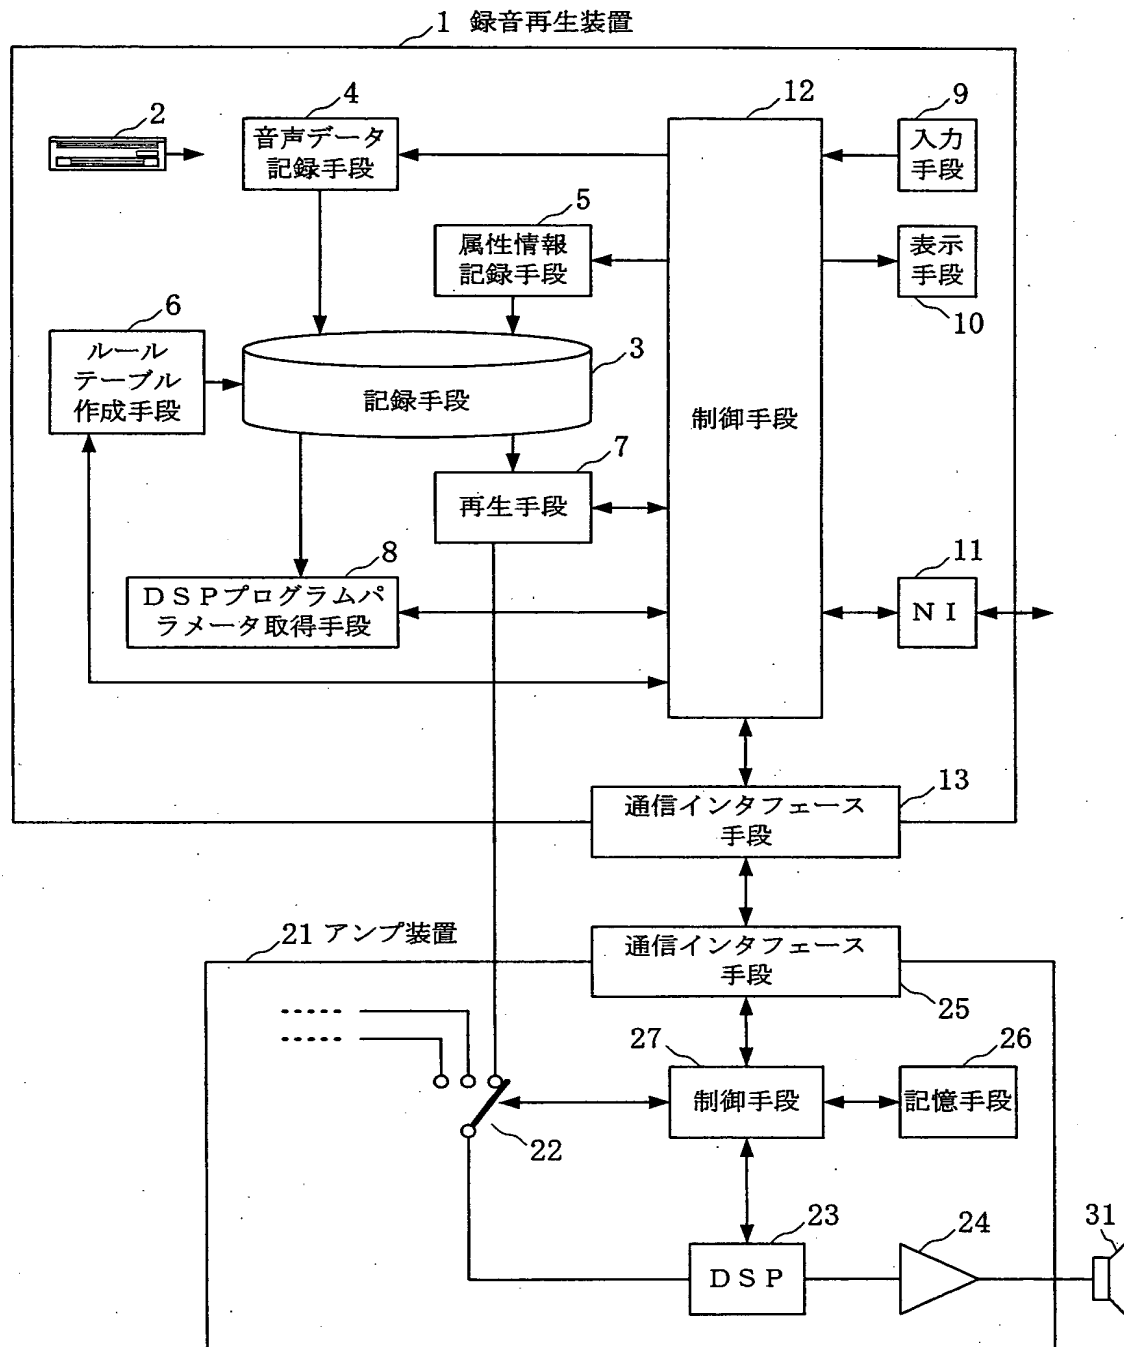 1 録音再生装置
2
4
音声データ
記録手段
12
9
入力
手段
5
属性情報
記録手段
表示
手段
10
6
ルール
テーブル
作成手段
3
記録手段
制御手段
7
再生手段
8
ＤＳＰプログラムパ
ラメータ取得手段
11
ＮＩ
13
通信インタフェース
手段
21 アンプ装置
通信インタフェース
手段
25
27
制御手段
26
記憶手段
22
23
ＤＳＰ
24
31